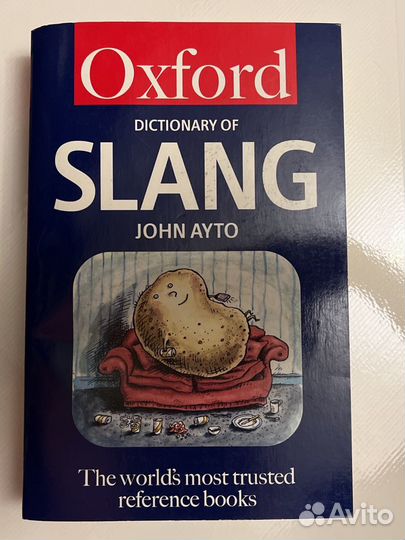 Oxford
DICTIONARY OF
SLANG
JOHN AYTO
The world's most trusted
reference books
Avito